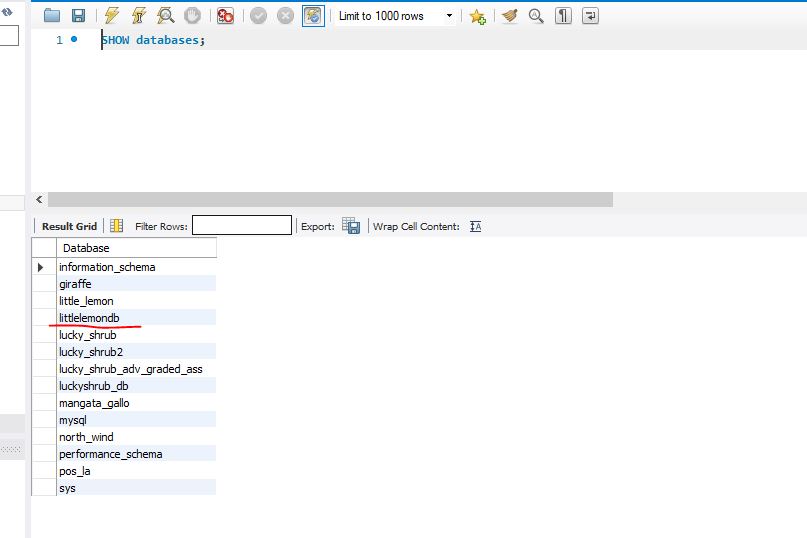 Limit to 1000 rows
1 SHOW databases;
Result Grid Filter Rows: Export: Wrap Cell Content:
Database
information_schema
giraffe
little_lemon
littlelemondb
lucky_shrub
lucky_shrub2
lucky_shrub_adv_graded_ass
luckyshrub_db
mangata_gallo
mysql
north_wind
performance_schema
pos_la
sys